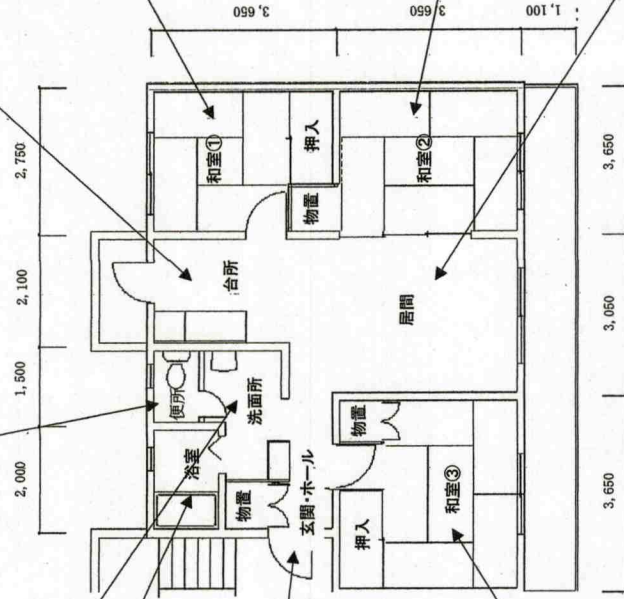 3,650
3,650
1,100
2,750
2,100
1,500
2,000
3,650
3,050
3,650
和室①
押入
和室②
物置
台所
居間
便所
洗面所
浴室
物置
物置
玄関・ホール
押入
和室③